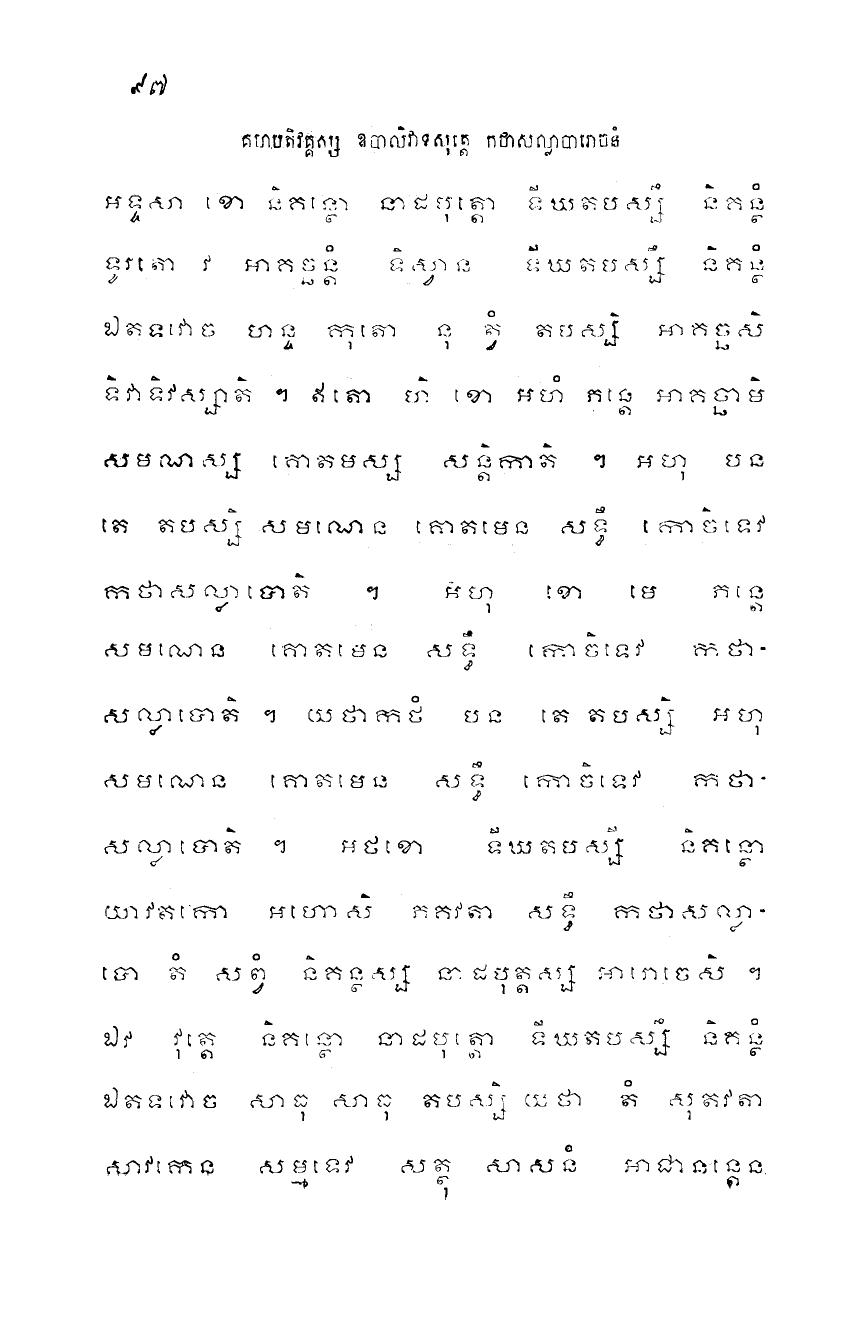 ៩៧
គហបតិវគ្គស្ស ឧបាលិវាទសុត្តេ កថាសល្លាបារោចនំ
អទ្ទសា ខោ និគន្ថោ នាដបុត្តោ ទីឃតបស្សឹ និគន្ថំ
ទូរតោ វ អាគច្ឆន្តំ ទិស្វាន ទីឃតបស្សឹ និគន្ថំ
ឯតទវោច ហន្ទ កុតោ នុ ត្វំ តបស្សិ អាគច្ឆសិ
ទិវាទិវស្សាតិ ។ ឥតោ ហិ ខោ អហំ ភន្តេ អាគច្ឆាមិ
សមណស្ស គោតមស្ស សន្តិកាតិ ។ អហុ បន
តេ តបស្សិ សមណេន គោតមេន សទ្ធឹ កោចិទេវ
កថាសល្លាបោតិ ។ អហុ ខោ មេ ភន្តេ
សមណេន គោតមេន សទ្ធឹ កោចិទេវ កថា-
សល្លាបោតិ ។ យថាកថំ បន តេ តបស្សិ អហុ
សមណេន គោតមេន សទ្ធឹ កោចិទេវ កថា-
សល្លាបោតិ ។ អថខោ ទីឃតបស្សី និគន្ថោ
យាវតកោ អហោសិ ភគវតា សទ្ធឹ កថាសល្លា-
បោ តំ សព្វំ និគន្ថស្ស នាដបុត្តស្ស អារោចេសិ ។
ឯវំ វុត្តេ និគន្ថោ នាដបុត្តោ ទីឃតបស្សឹ និគន្ថំ
ឯតទវោច សាធុ សាធុ តបស្សិ យថា តំ សុតវតា
សាវកេន សម្មទេវ សត្ថុ សាសនំ អាជានន្តេន